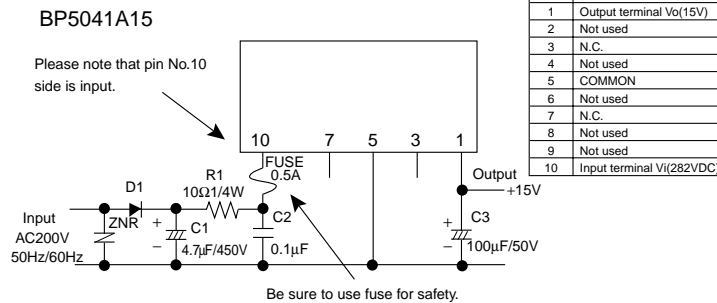 BP5041A15
Please note that pin No.10
side is input.
10 7 5 3 1
FUSE
0.5A
R1
10Ω1/4W
D1
Input
AC200V
50Hz/60Hz
ZNR
+
C1
–
4.7µF/450V
C2
0.1µF
Output
+15V
+
C3
–
100µF/50V
Be sure to use fuse for safety.
1 Output terminal Vo(15V)
2 Not used
3 N.C.
4 Not used
5 COMMON
6 Not used
7 N.C.
8 Not used
9 Not used
10 Input terminal Vi(282VDC)